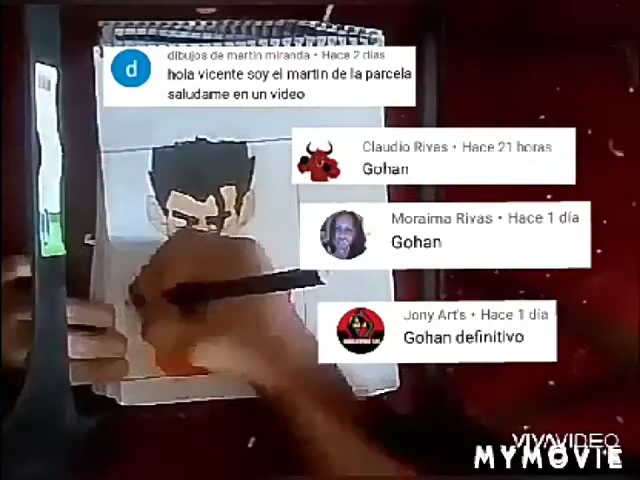 d
dibujos de martin miranda • Hace 2 días
hola vicente soy el martin de la parcela
saludame en un video
Claudio Rivas • Hace 21 horas
Gohan
Moraima Rivas • Hace 1 día
Gohan
Jony Art's • Hace 1 día
Gohan definitivo
VIVAVIDEO
MYMOVIE